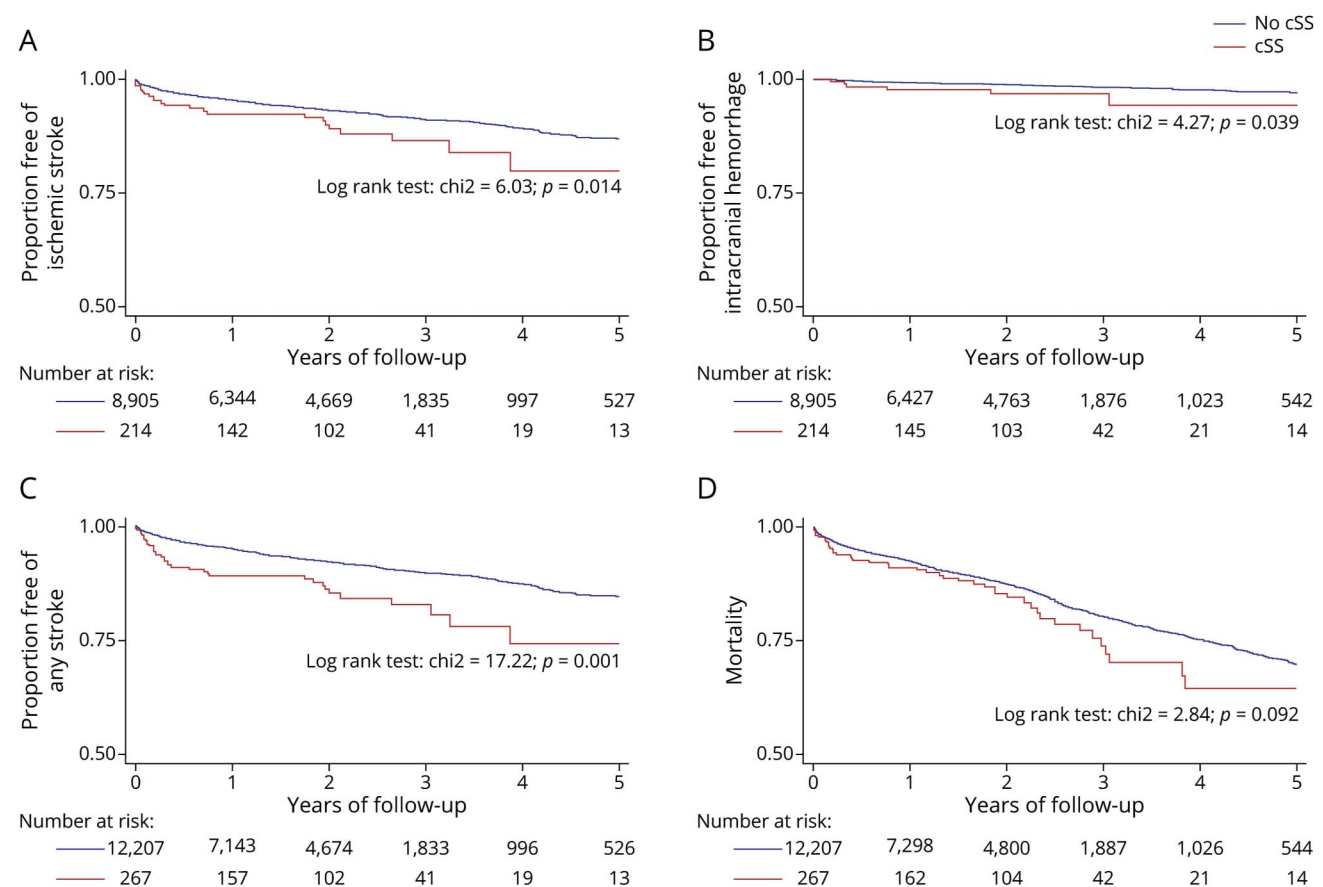 No cSS
cSS
A
Proportion free of
ischemic stroke
1.00
0.75
0.50
Log rank test: chi2 = 6.03; p = 0.014
0 1 2 3 4 5
Years of follow-up
Number at risk:
8,905 6,344 4,669 1,835 997 527
214 142 102 41 19 13
B
Proportion free of
intracranial hemorrhage
1.00
0.75
0.50
Log rank test: chi2 = 4.27; p = 0.039
0 1 2 3 4 5
Years of follow-up
Number at risk:
8,905 6,427 4,763 1,876 1,023 542
214 145 103 42 21 14
C
Proportion free of
any stroke
1.00
0.75
0.50
Log rank test: chi2 = 17.22; p = 0.001
0 1 2 3 4 5
Years of follow-up
Number at risk:
12,207 7,143 4,674 1,833 996 526
267 157 102 41 19 13
D
Mortality
1.00
0.75
0.50
Log rank test: chi2 = 2.84; p = 0.092
0 1 2 3 4 5
Years of follow-up
Number at risk:
12,207 7,298 4,800 1,887 1,026 544
267 162 104 42 21 14